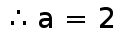 ∴ a = 2